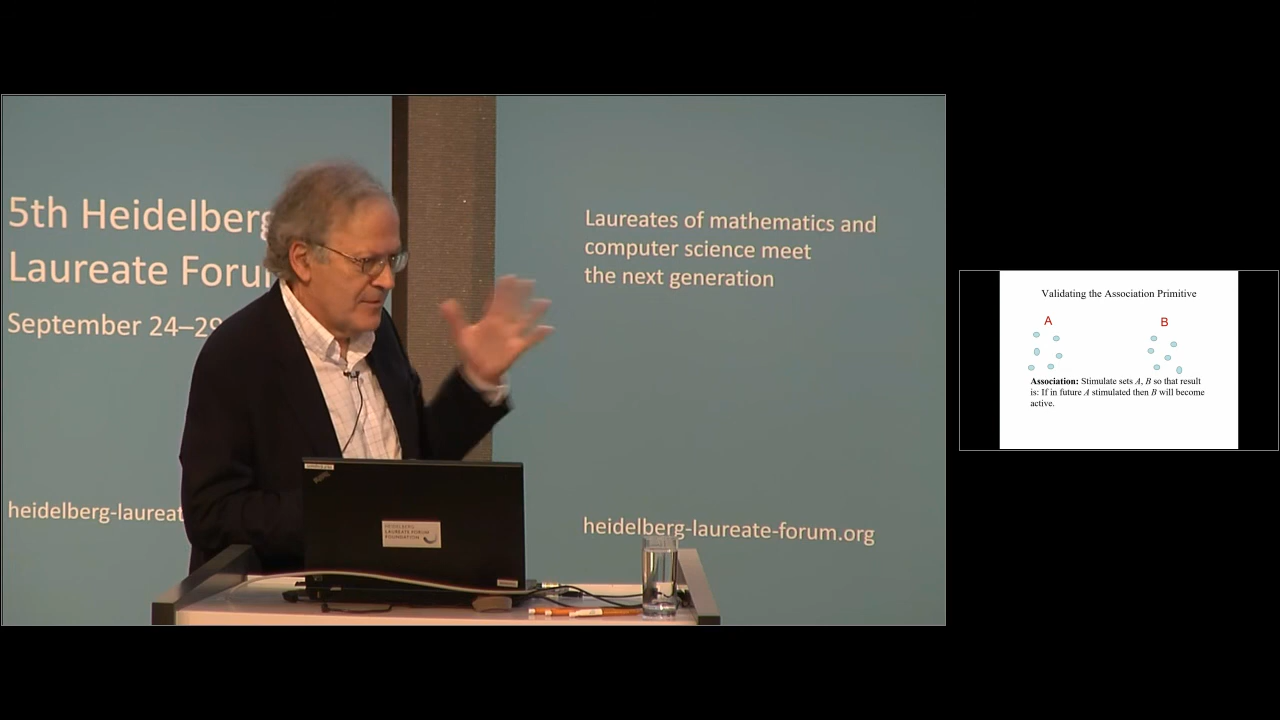 5th Heidelberg
Laureate Foru
September 24–2
heidelberg-laureat
Laureates of mathematics and
computer science meet
the next generation
heidelberg-laureate-forum.org
HEIDELBERG
LAUREATE FORUM
FOUNDATION
Validating the Association Primitive
A
B
Association: Stimulate sets A, B so that result
is: If in future A stimulated then B will become
active.